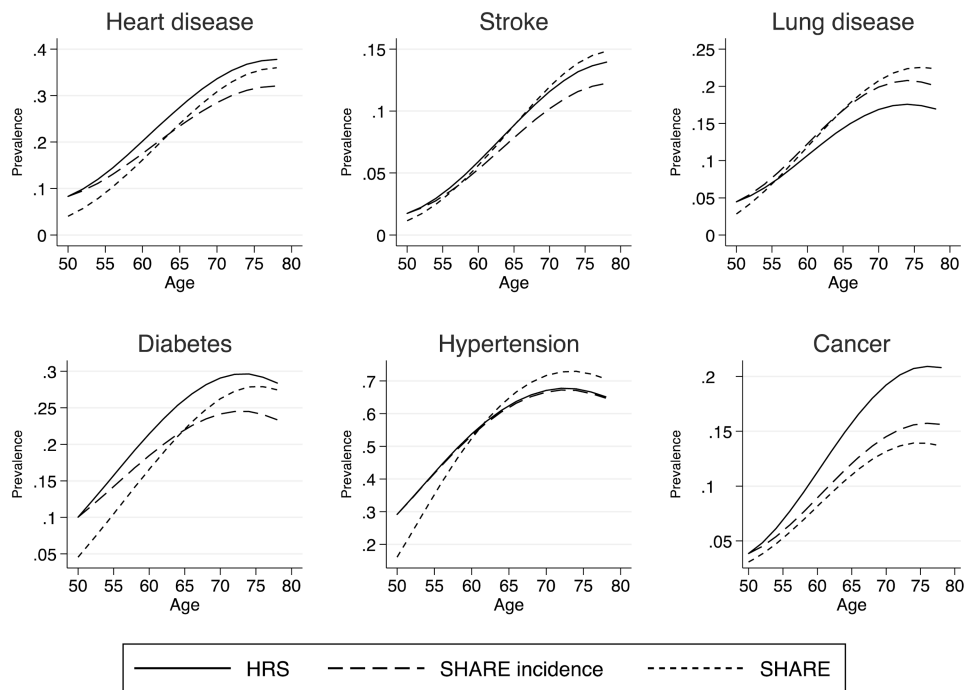 Heart disease
Prevalence
.4
.3
.2
.1
0
50 55 60 65 70 75 80
Age
Stroke
Prevalence
.15
.1
.05
0
50 55 60 65 70 75 80
Age
Lung disease
Prevalence
.25
.2
.15
.1
.05
0
50 55 60 65 70 75 80
Age
Diabetes
Prevalence
.3
.25
.2
.15
.1
.05
50 55 60 65 70 75 80
Age
Hypertension
Prevalence
.7
.6
.5
.4
.3
.2
50 55 60 65 70 75 80
Age
Cancer
Prevalence
.2
.15
.1
.05
50 55 60 65 70 75 80
Age
HRS SHARE incidence SHARE